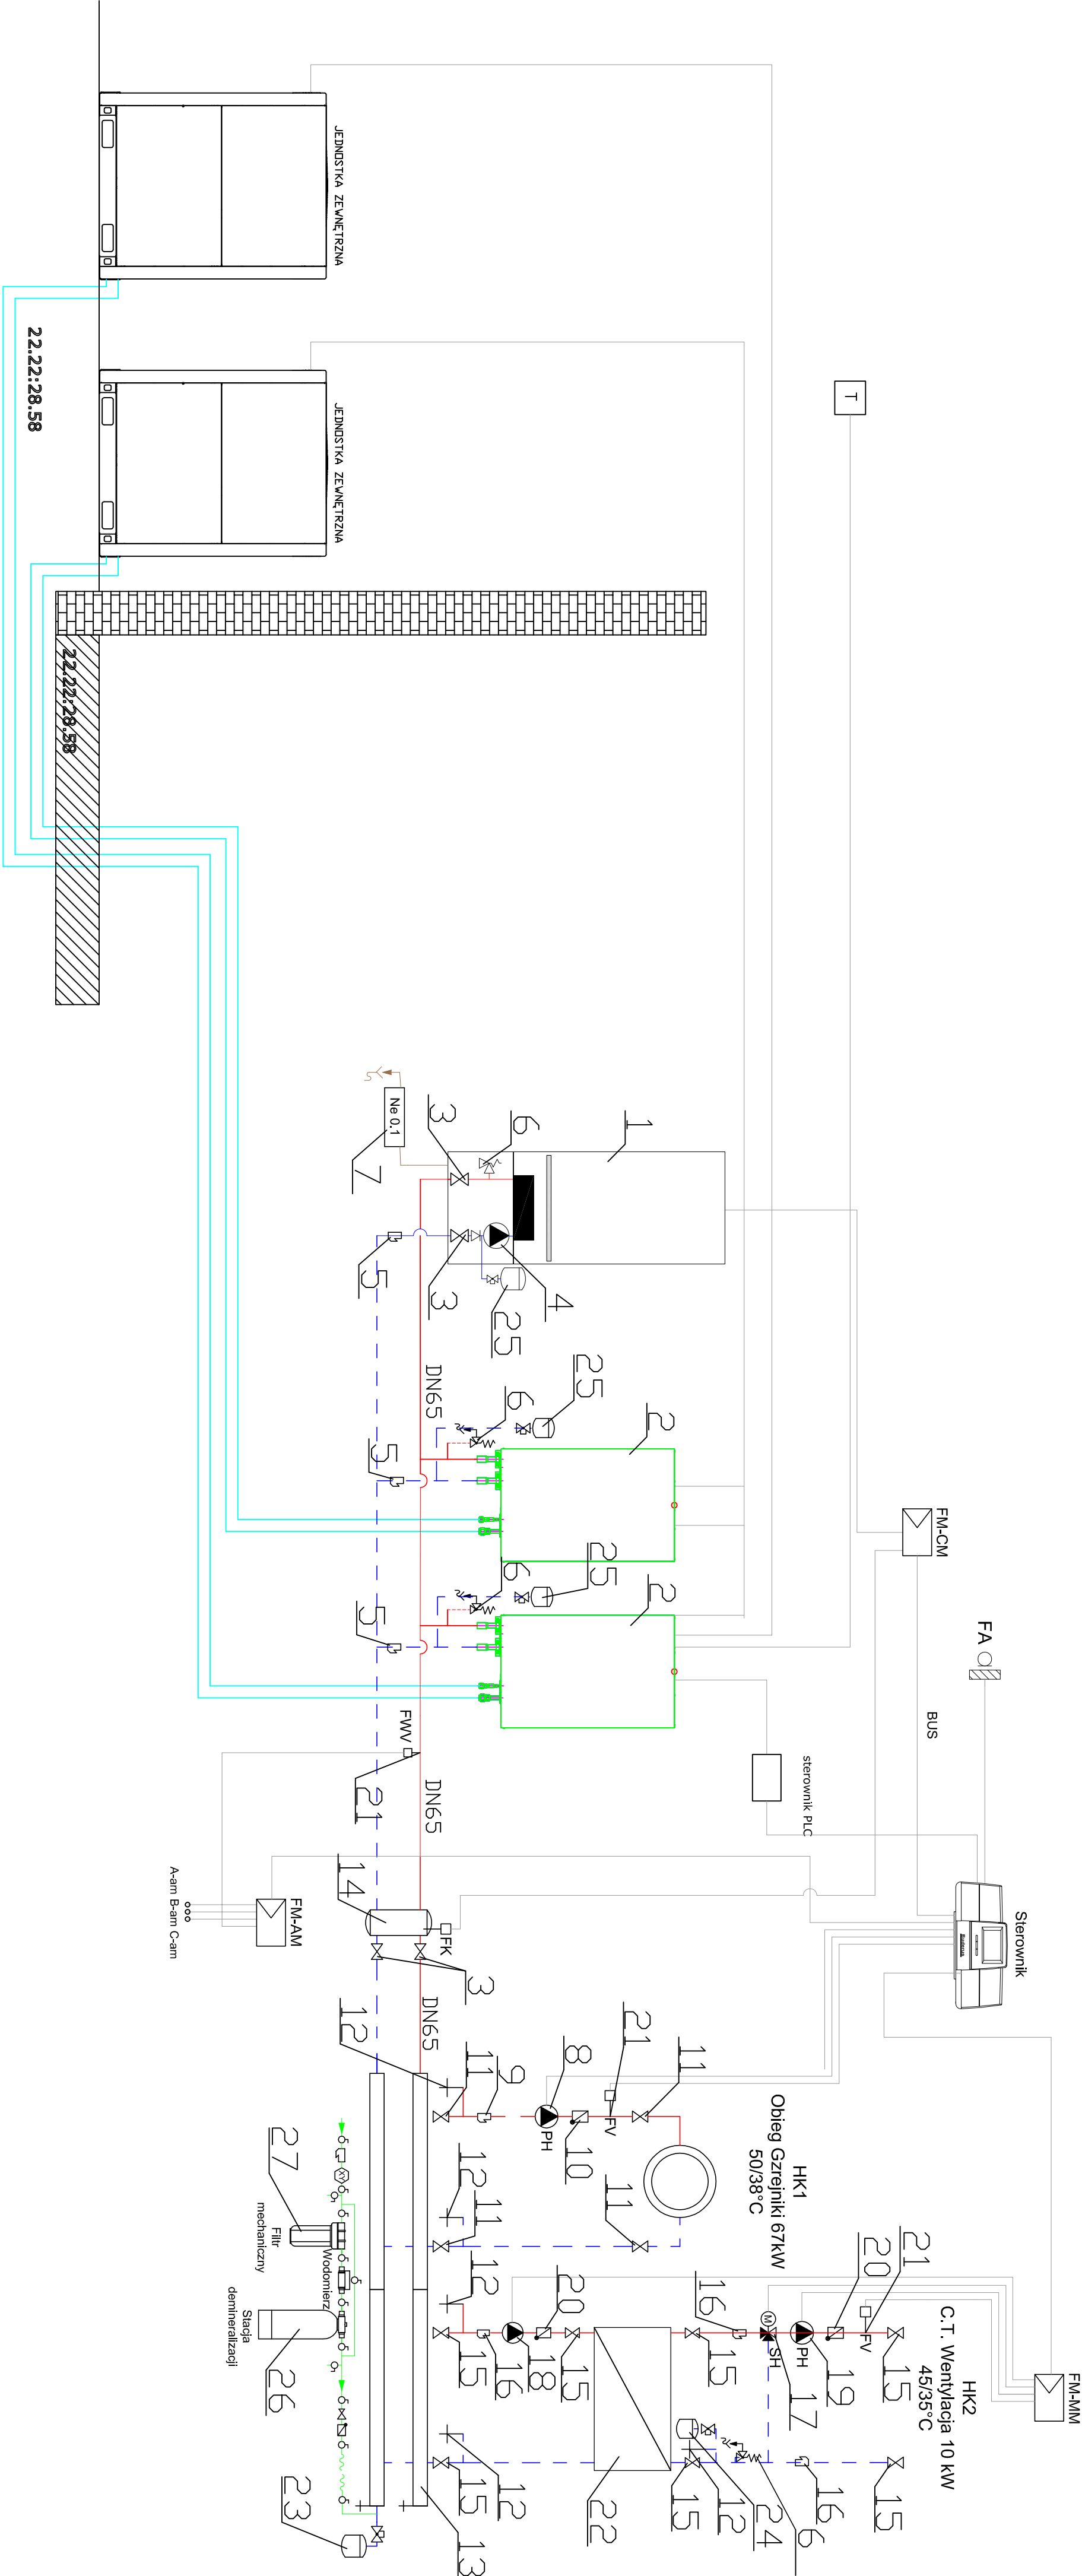 FM-MM
Sterownik
FA
HK2
C.T. Wentylacja 10 kW
45/35°C
Buderus
FM-CM
BUS
21
20
15
15
FV
T
19
17
PH
16
6
M
SH
sterownik PLC
HK1
Obieg Gzrejniki 67kW
50/38°C
24
16
15
12
15
11
1
2
2
21
11
22
FV
25
25
8
10
20
15
4
PH
18
6
25
6
6
9
16
12
11
12
11
12
15
12
15
3
3
3
13
FK
DN65
DN65
DN65
FWV
Ne 0.1
5
5
5
7
21
14
12
JEDNOSTKA ZEWNĘTRZNA
JEDNOSTKA ZEWNĘTRZNA
XY
Wodomierz
FM-AM
27
26
23
Filtr
mechaniczny
Stacja
demineralizacji
A-am B-am C-am
22.22:28.58
22.22:28.58